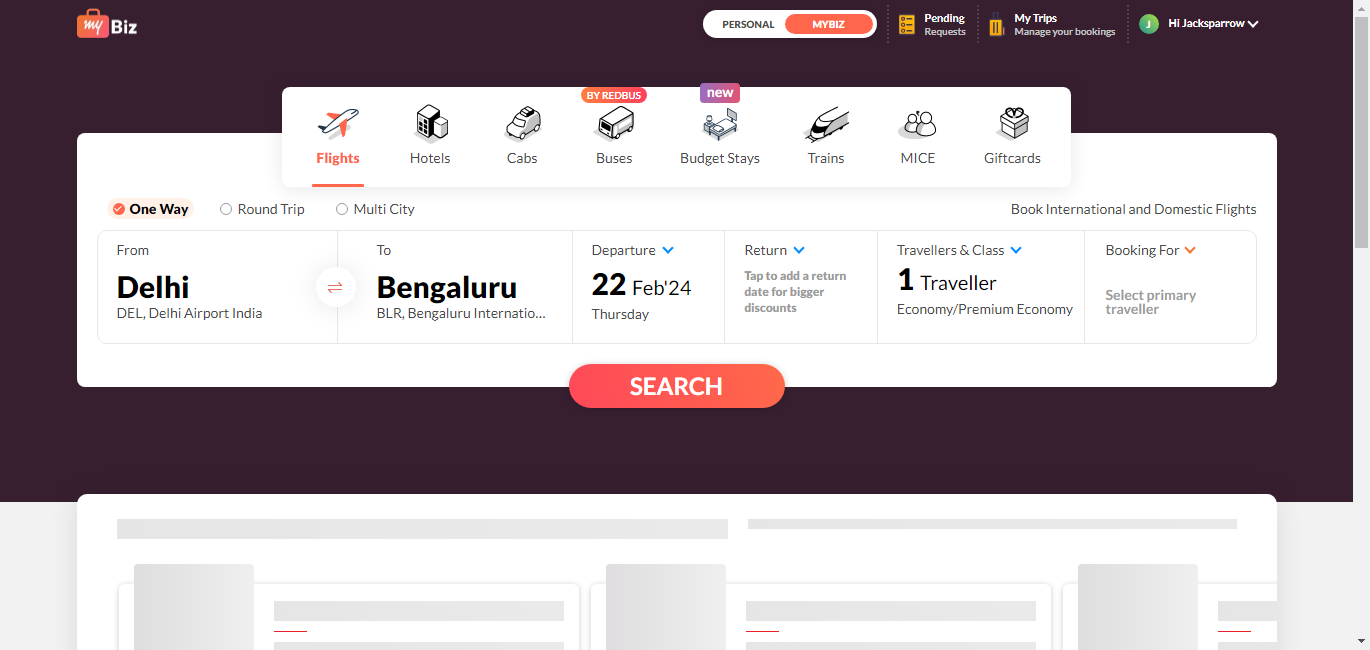 my Biz
PERSONAL
MYBIZ
Pending
Requests
My Trips
Manage your bookings
J
Hi Jacksparrow
BY REDBUS
new
Flights
Hotels
Cabs
Buses
Budget Stays
Trains
MICE
Giftcards
One Way
Round Trip
Multi City
Book International and Domestic Flights
From
Delhi
DEL, Delhi Airport India
To
Bengaluru
BLR, Bengaluru Internatio...
Departure
22 Feb'24
Thursday
Return
Tap to add a return
date for bigger
discounts
Travellers & Class
1 Traveller
Economy/Premium Economy
Booking For
Select primary
traveller
SEARCH